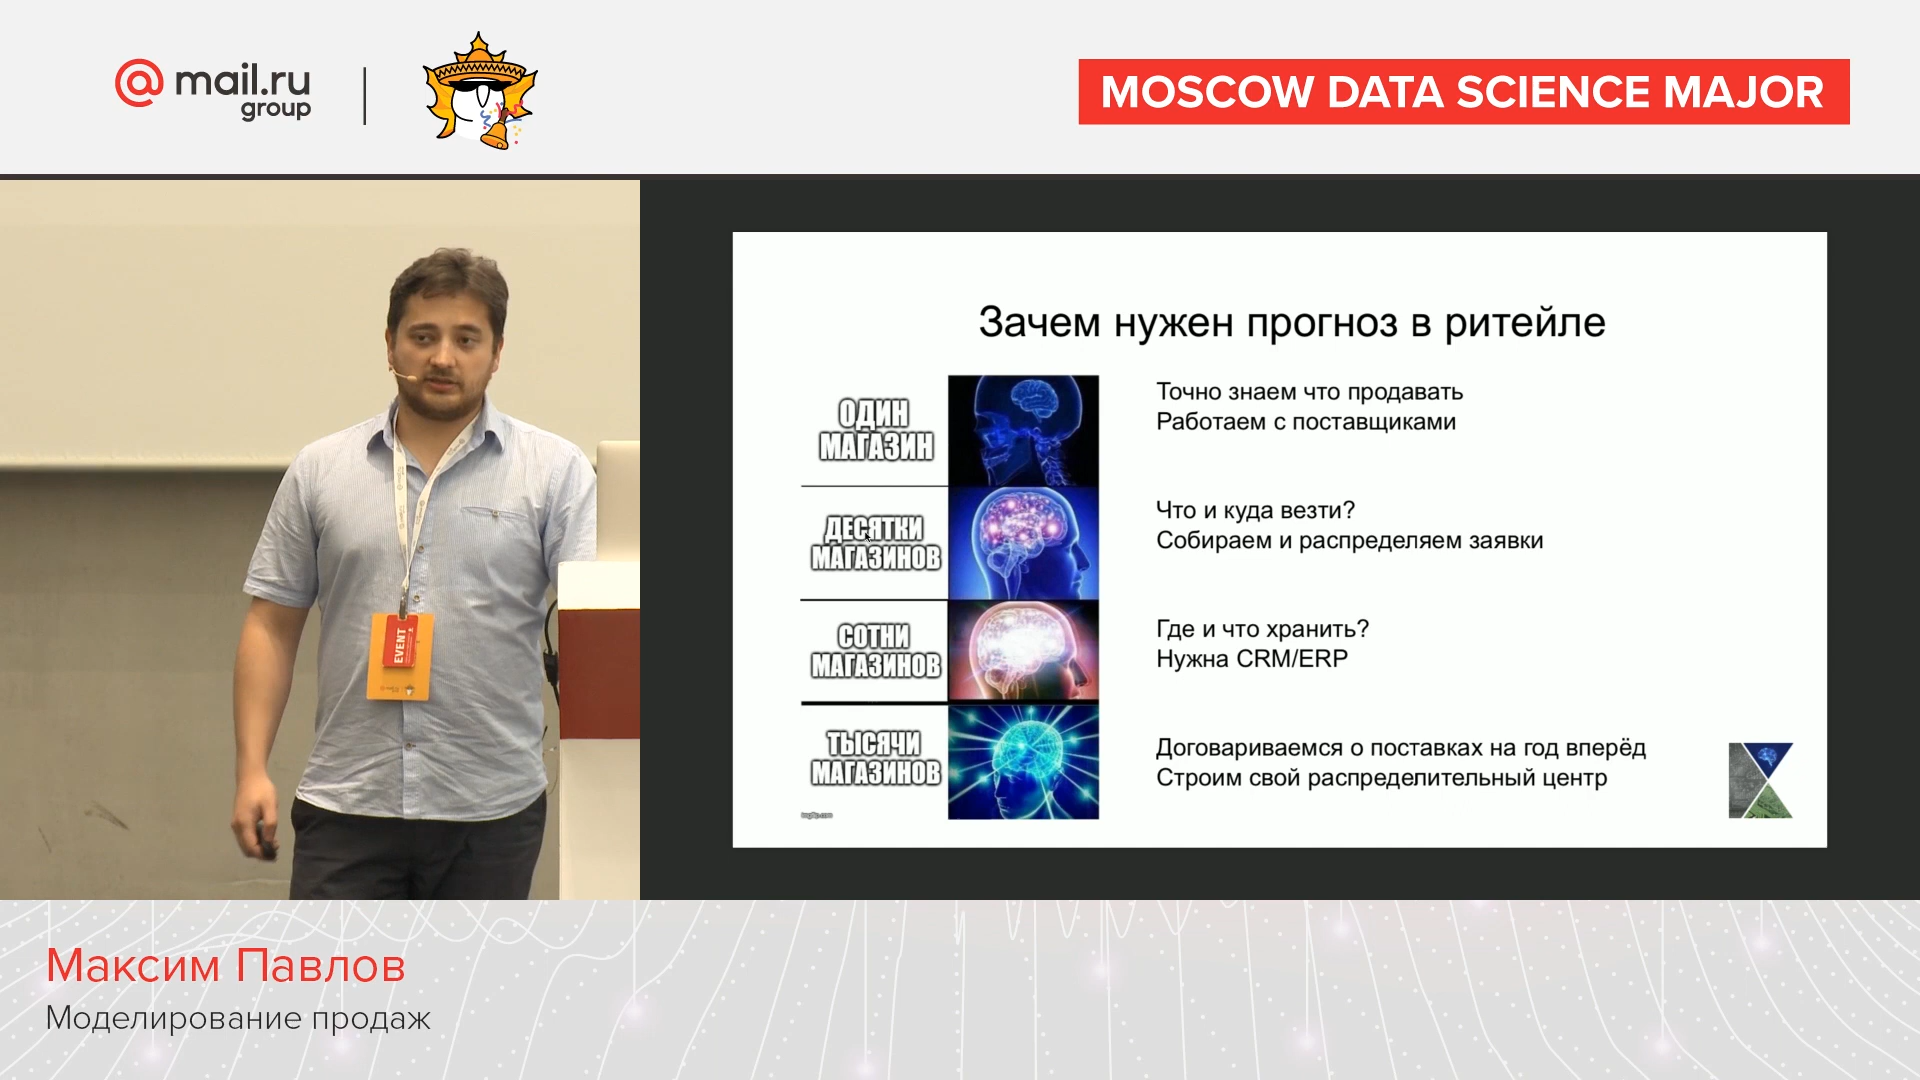 @ mail.ru
group
MOSCOW DATA SCIENCE MAJOR
EVENT
Зачем нужен прогноз в ритейле
ОДИН
МАГАЗИН
Точно знаем что продавать
Работаем с поставщиками
ДЕСЯТКИ
МАГАЗИНОВ
Что и куда везти?
Собираем и распределяем заявки
СОТНИ
МАГАЗИНОВ
Где и что хранить?
Нужна CRM/ERP
ТЫСЯЧИ
МАГАЗИНОВ
Договариваемся о поставках на год вперёд
Строим свой распределительный центр
imgflip.com
Максим Павлов
Моделирование продаж